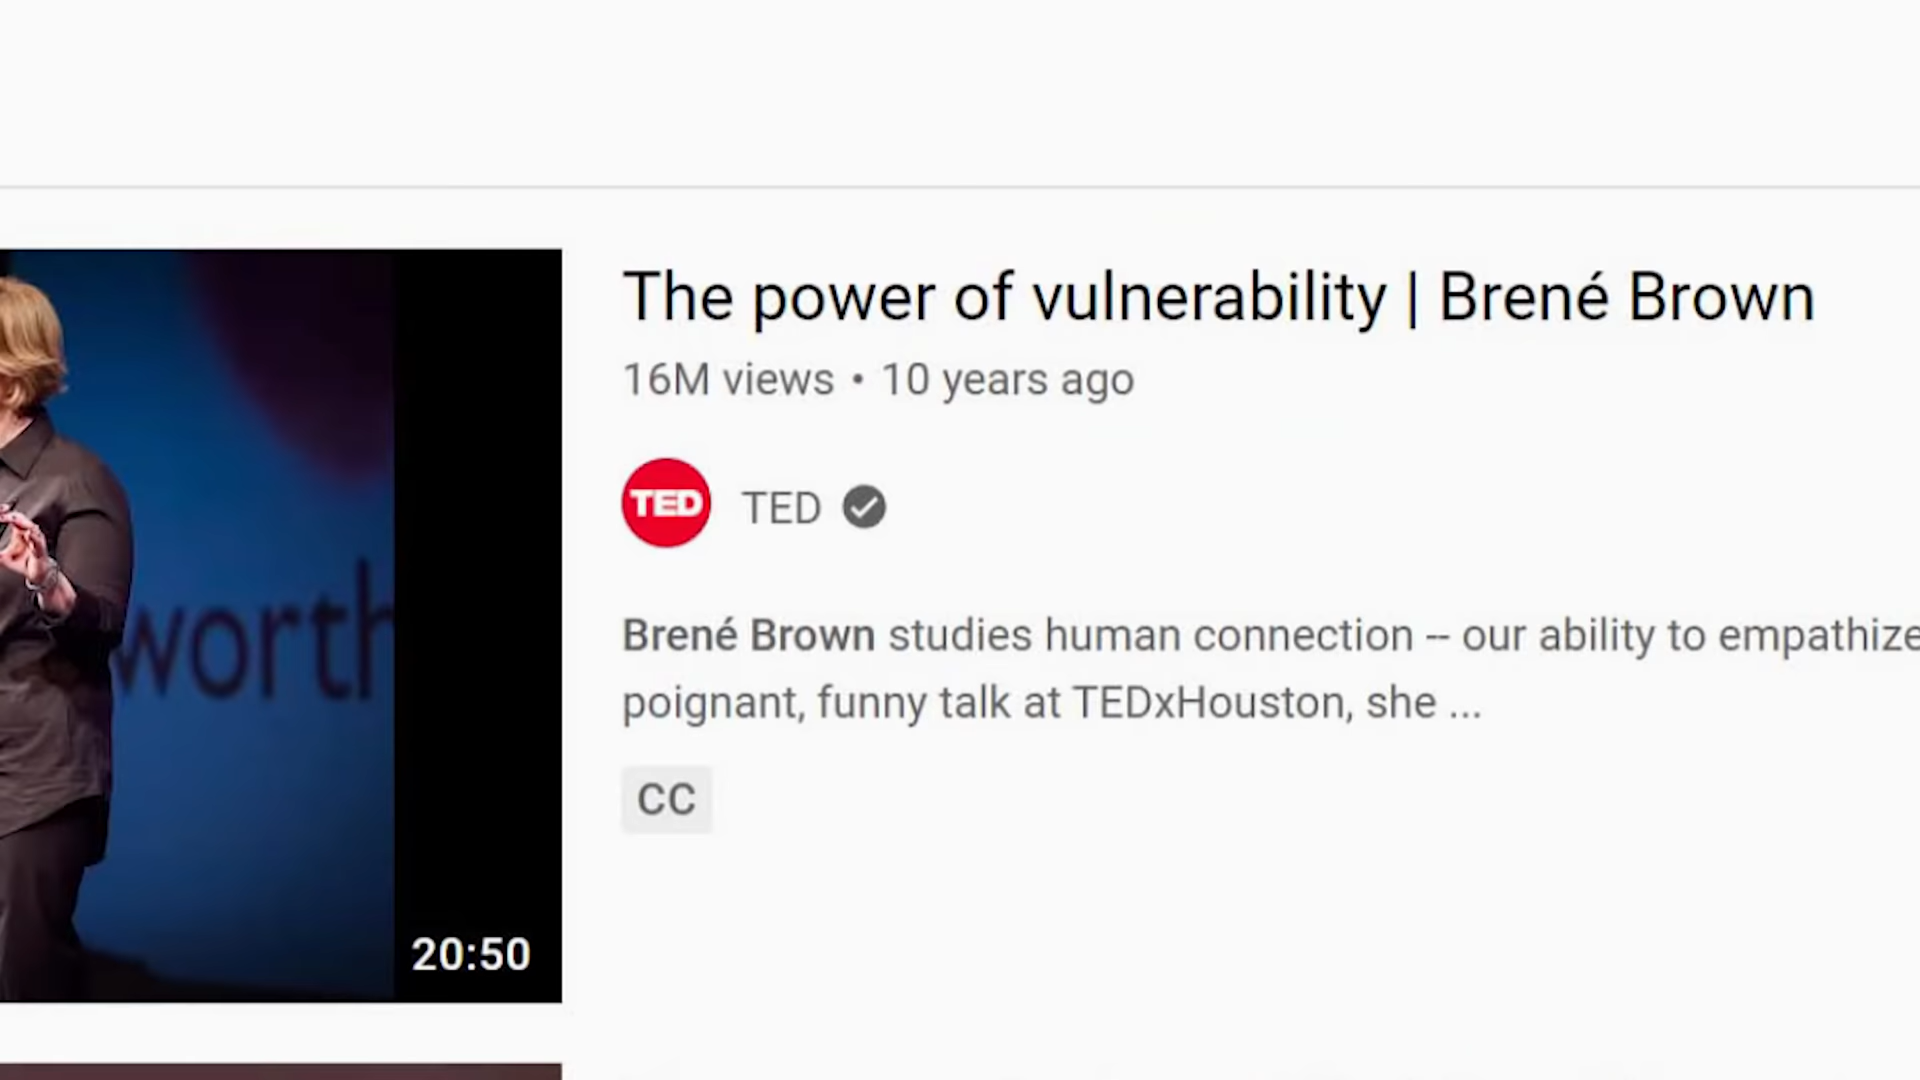 The power of vulnerability | Brené Brown
16M views • 10 years ago
TED TED
Brené Brown studies human connection -- our ability to empathize
poignant, funny talk at TEDxHouston, she ...
CC
worth
20:50